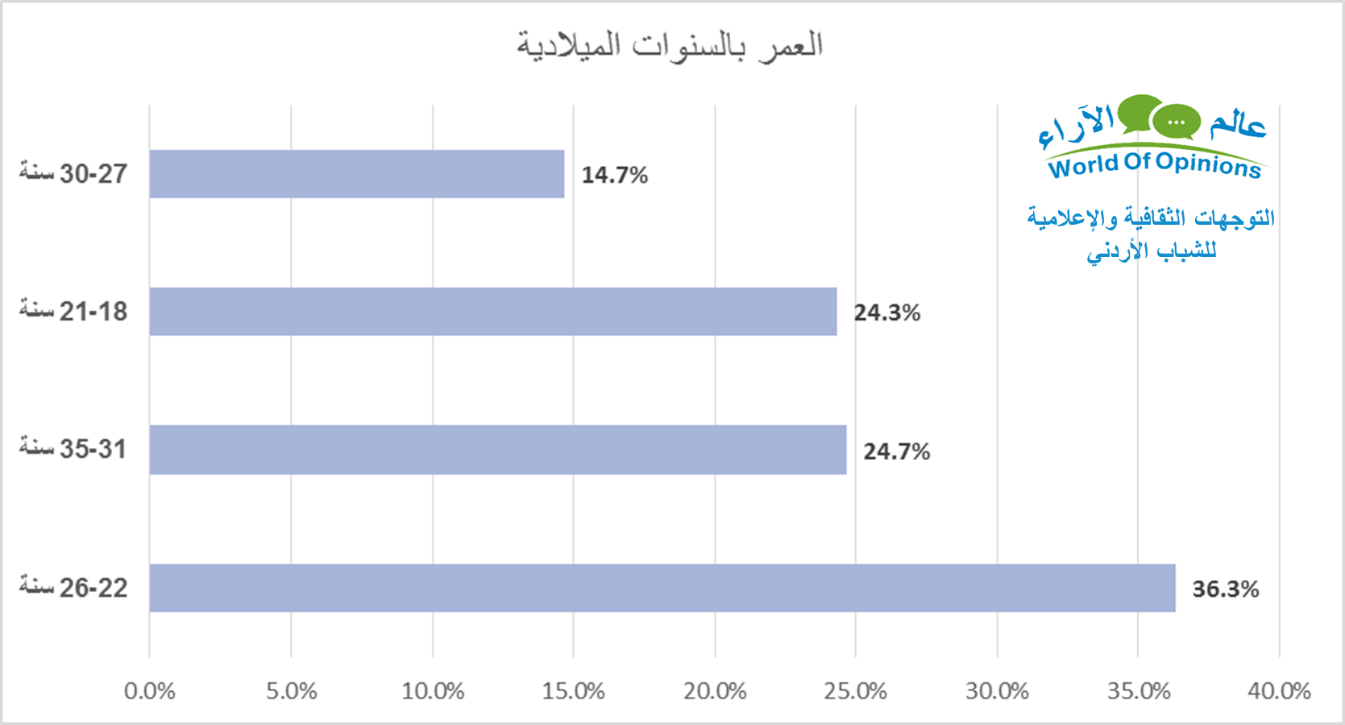 العمر بالسنوات الميلادية
عالم الآراء
World Of Opinions
التوجهات الثقافية والإعلامية
للشباب الأردني
30-27 سنة
14.7%
21-18 سنة
24.3%
35-31 سنة
24.7%
26-22 سنة
36.3%
0.0% 5.0% 10.0% 15.0% 20.0% 25.0% 30.0% 35.0% 40.0%